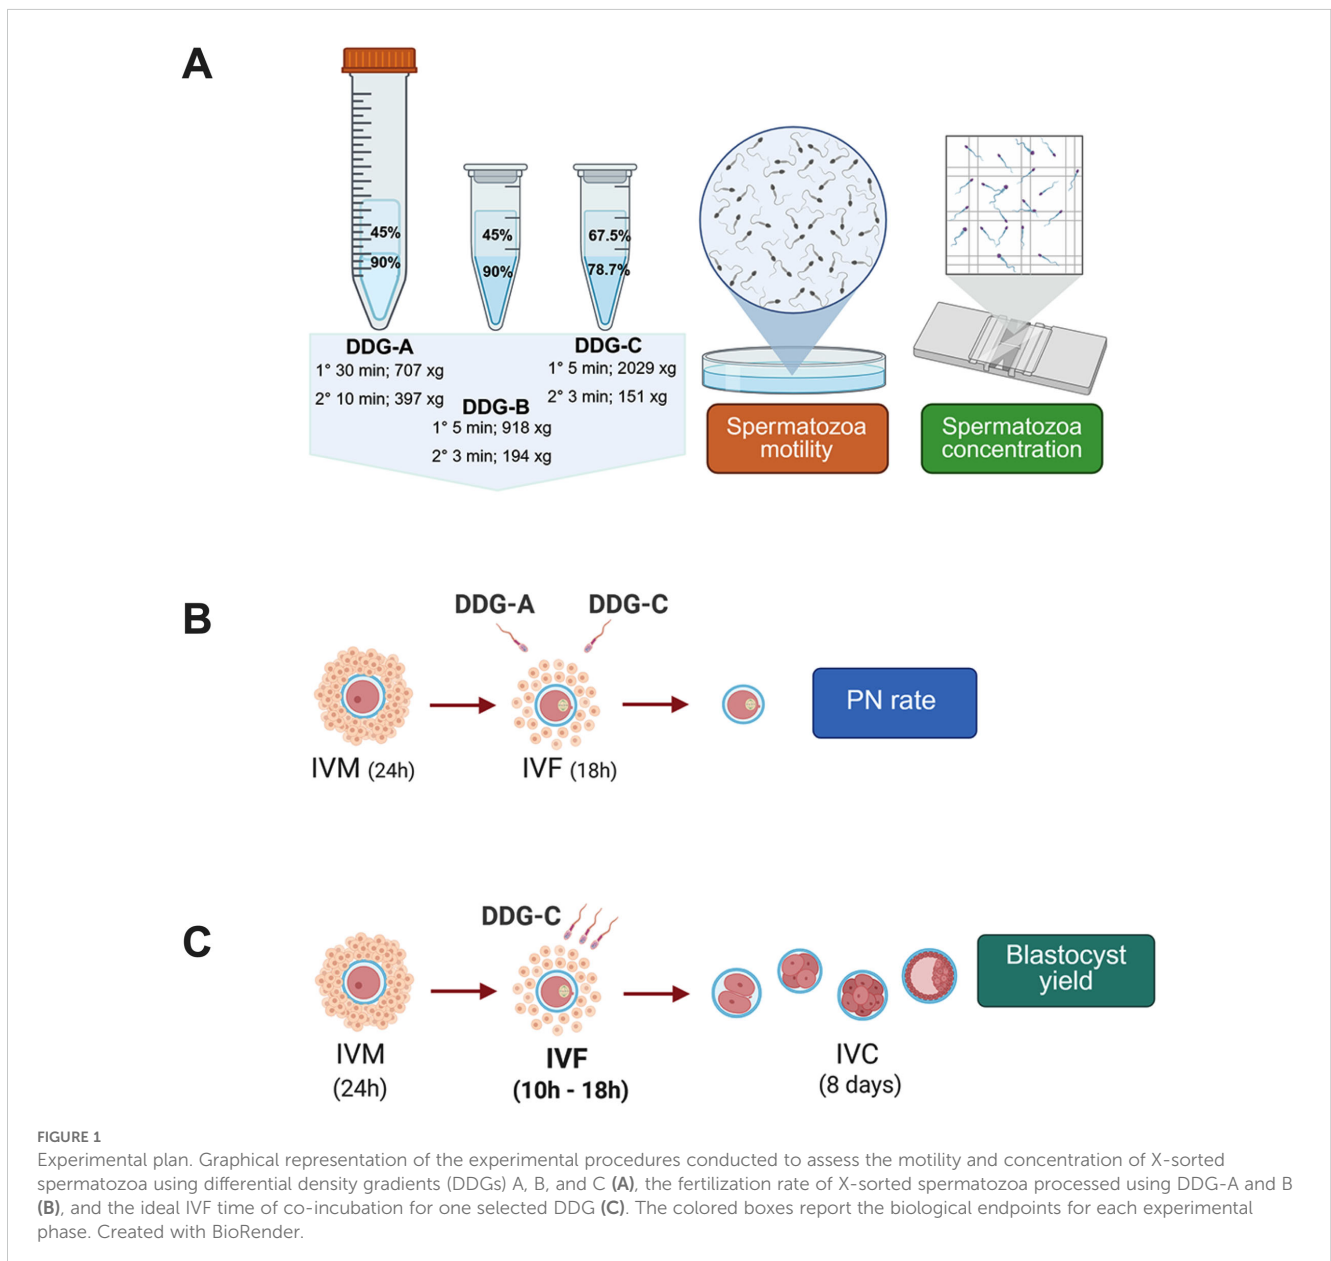 A
45%
90%
45%
90%
67.5%
78.7%
DDG-A
1° 30 min; 707 xg
2° 10 min; 397 xg
DDG-B
1° 5 min; 918 xg
2° 3 min; 194 xg
DDG-C
1° 5 min; 2029 xg
2° 3 min; 151 xg
Spermatozoa
motility
Spermatozoa
concentration
B
DDG-A
DDG-C
IVM (24h)
IVF (18h)
PN rate
C
DDG-C
IVM
(24h)
IVF
(10h - 18h)
IVC
(8 days)
Blastocyst
yield
FIGURE 1
Experimental plan. Graphical representation of the experimental procedures conducted to assess the motility and concentration of X-sorted
spermatozoa using differential density gradients (DDGs) A, B, and C (A), the fertilization rate of X-sorted spermatozoa processed using DDG-A and B
(B), and the ideal IVF time of co-incubation for one selected DDG (C). The colored boxes report the biological endpoints for each experimental
phase. Created with BioRender.